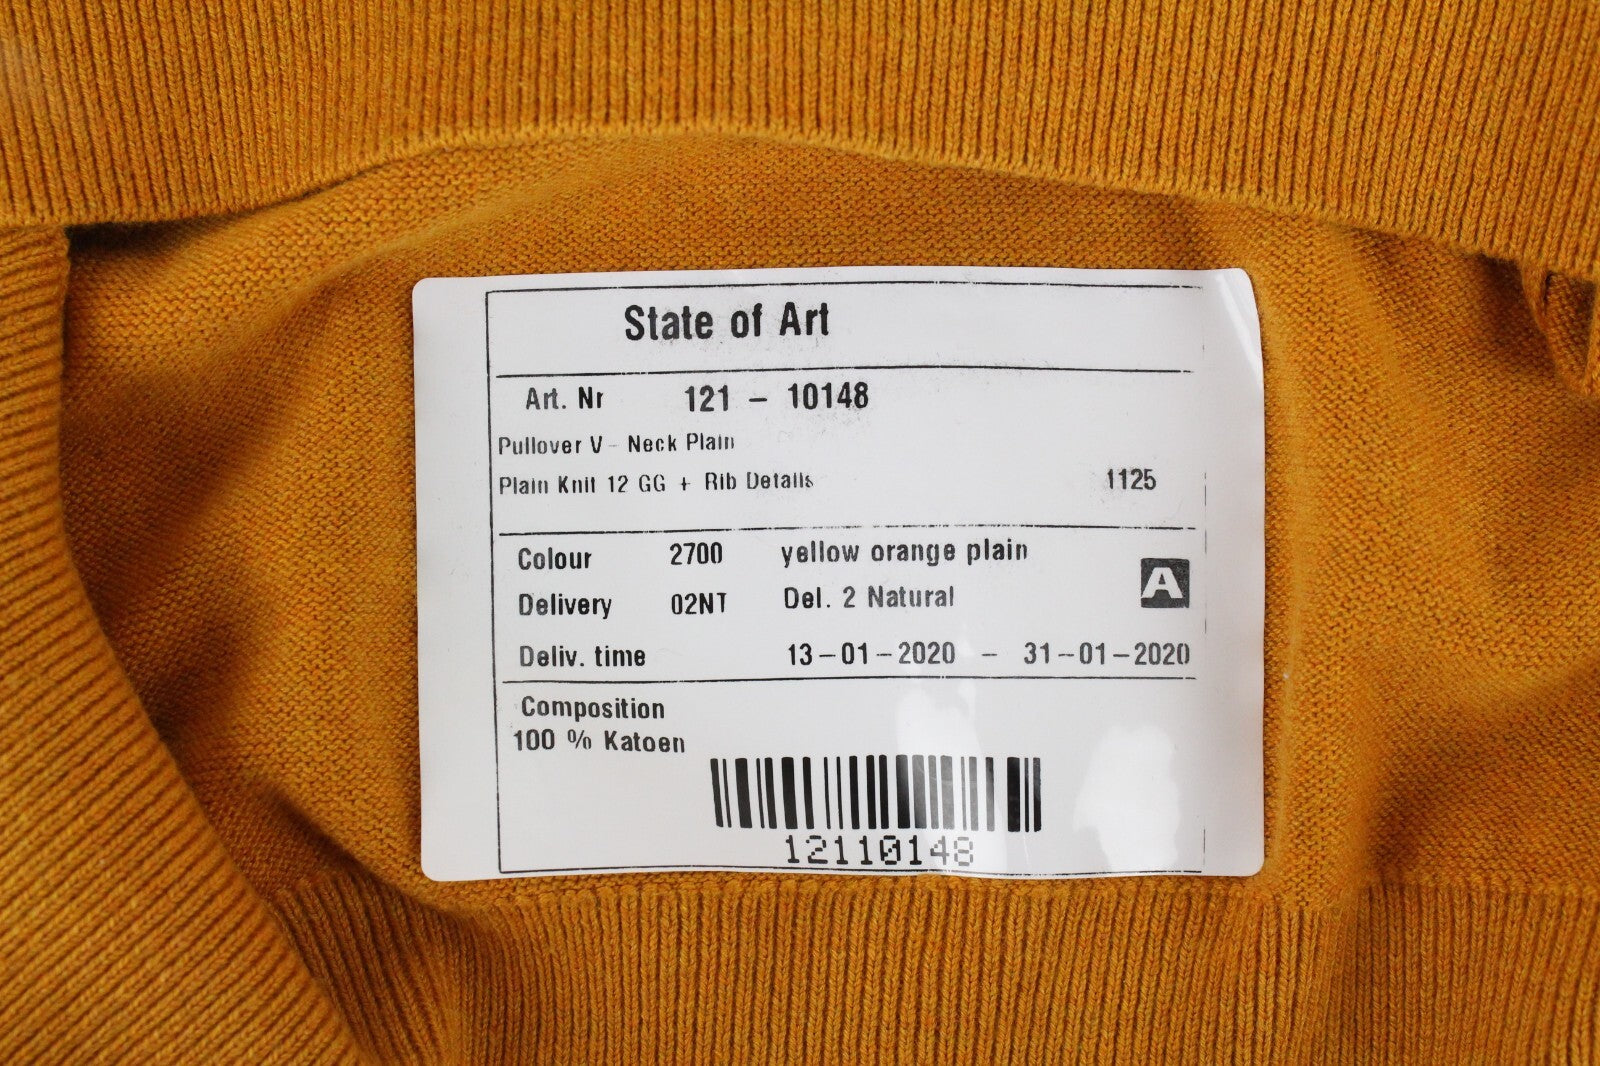 State of Art
Art. Nr 121 - 10148
Pullover V - Neck Plain
Plain Knit 12 GG + Rib Details 1125
Colour 2700 yellow orange plain
A
Delivery 02NT Del. 2 Natural
Deliv. time 13-01-2020 - 31-01-2020
Composition
100 % Katoen
12110148